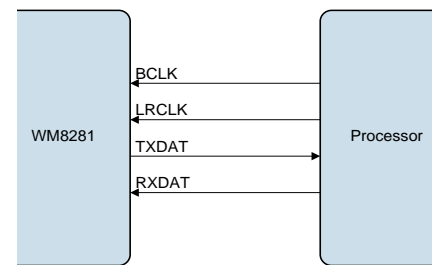 BCLK
LRCLK
WM8281
Processor
TXDAT
RXDAT